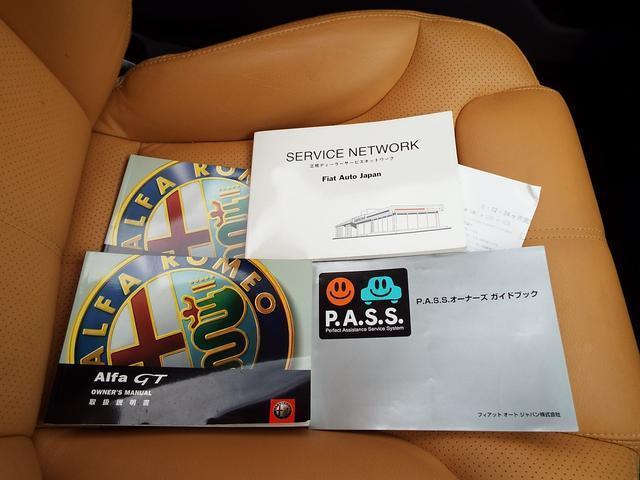 ALFA RO
SERVICE NETWORK
正規ディーラーサービスネットワーク
Fiat Auto Japan
ALFA ROMEO
Alfa GT
OWNER'S MANUAL
取扱説明書
P.A.S.S.
Perfect Assistance Service System
P.A.S.S.オーナーズ ガイドブック
フィアット オート ジャパン株式会社